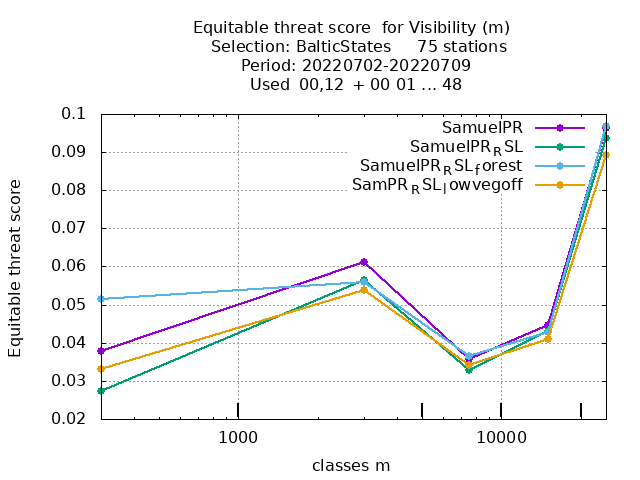 Equitable threat score for Visibility (m)
Selection: BalticStates 75 stations
Period: 20220702-20220709
Used 00,12 + 00 01 ... 48
SamuelPR
SamuelPR_RSL
SamuelPR_RSL_forest
SamPR_RSL_lowvegoff
Equitable threat score
0.1
0.09
0.08
0.07
0.06
0.05
0.04
0.03
0.02
1000 10000
classes m